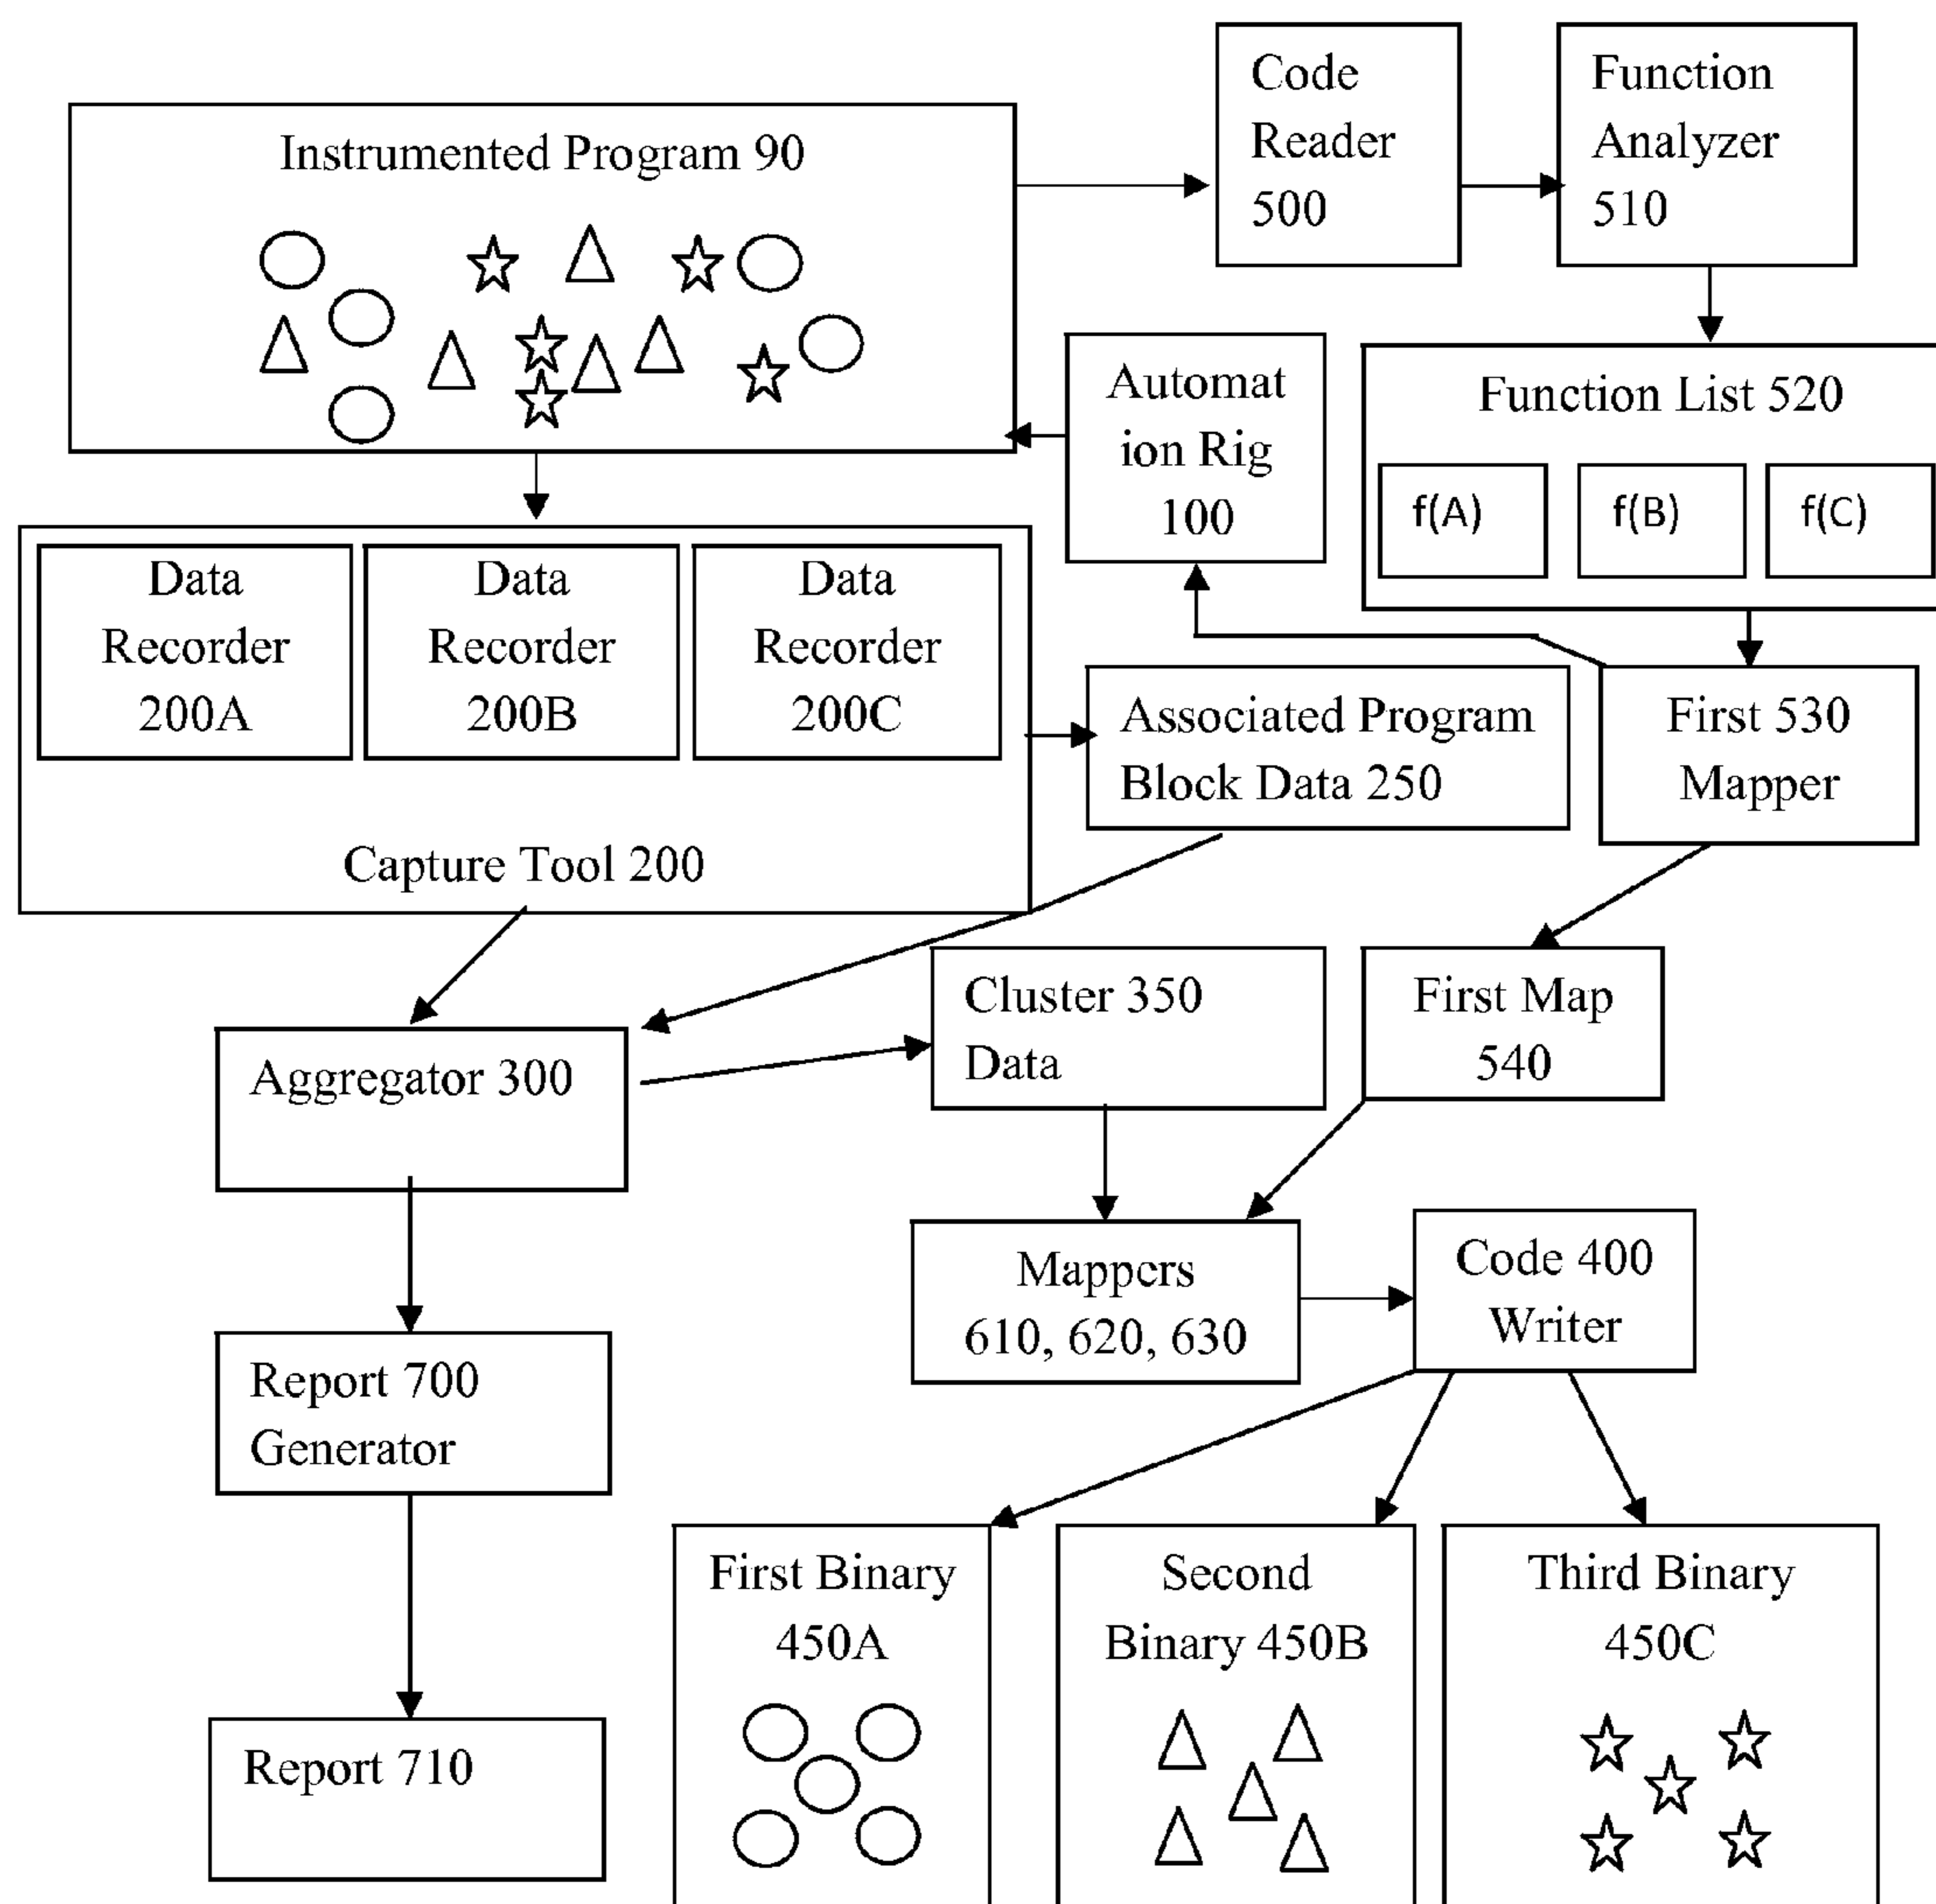 Code
Reader
500
Function
Analyzer
510
Instrumented Program 90
Automat
ion Rig
100
Function List 520
f(A)
f(B)
f(C)
Data
Recorder
200A
Data
Recorder
200B
Data
Recorder
200C
Capture Tool 200
Associated Program
Block Data 250
First 530
Mapper
Cluster 350
Data
First Map
540
Aggregator 300
Mappers
610, 620, 630
Code 400
Writer
Report 700
Generator
First Binary
450A
Second
Binary 450B
Third Binary
450C
Report 710